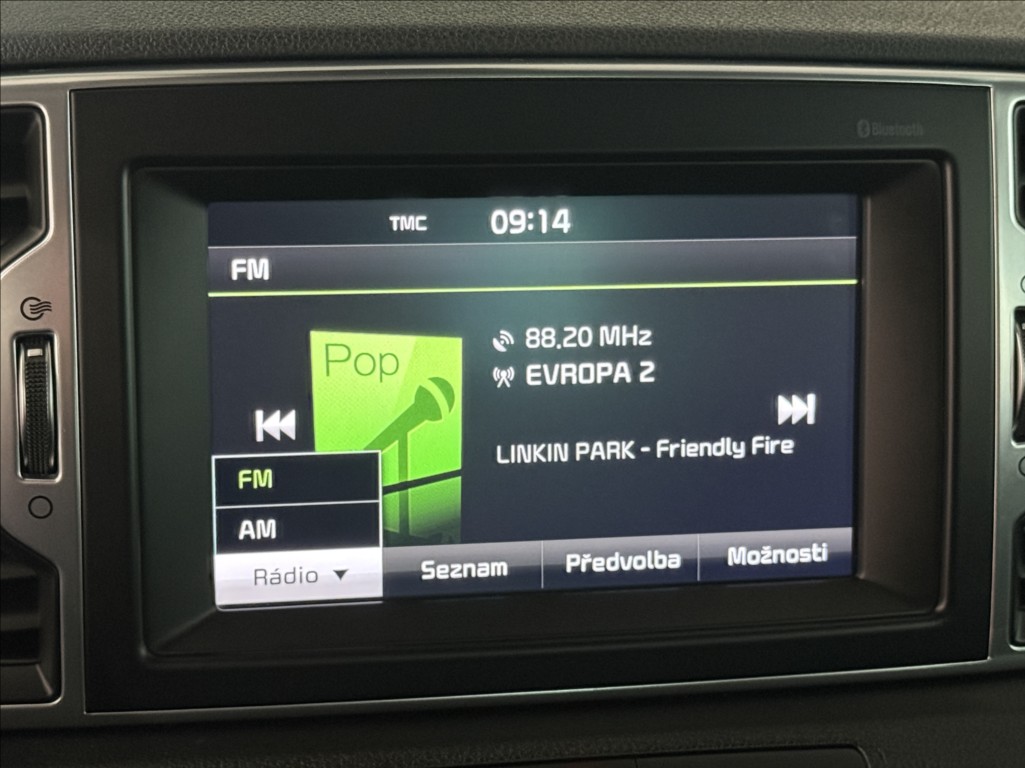 Bluetooth
TMC 09:14
FM
Pop
88.20 MHz
EVROPA 2
LINKIN PARK - Friendly Fire
FM
AM
Rádio ▼ Seznam Předvolba Možnosti